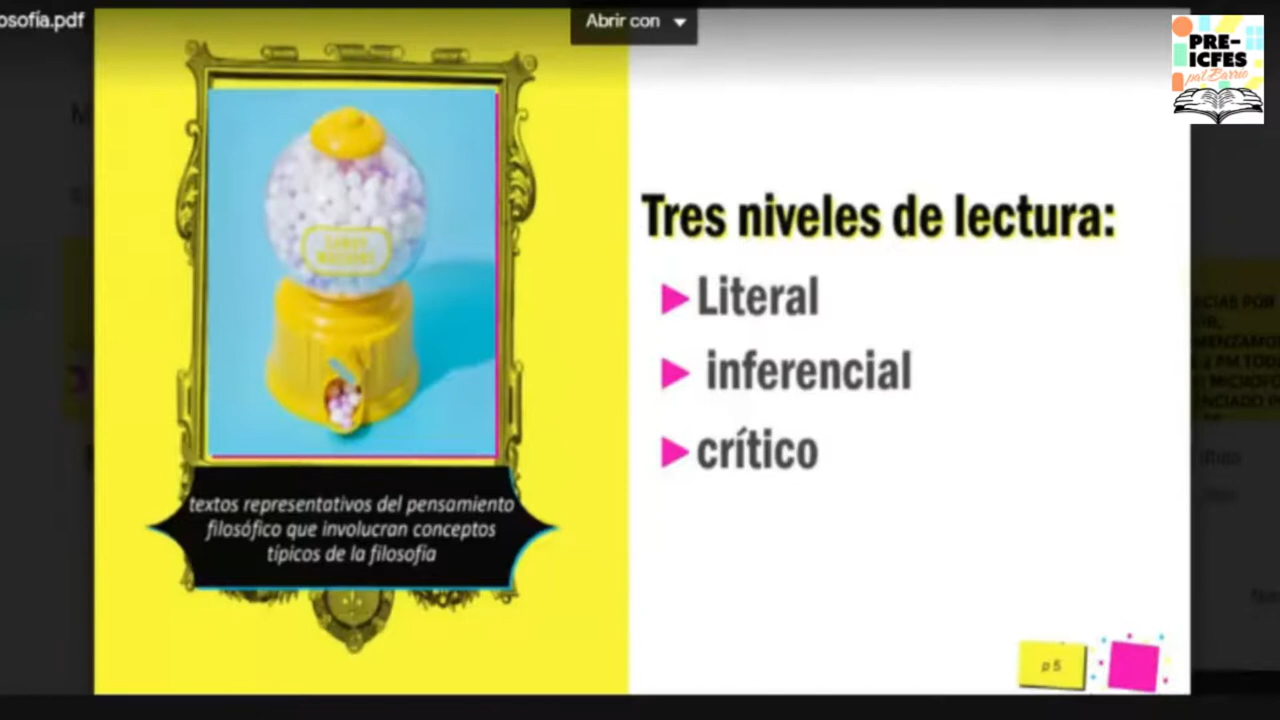 osofía.pdf
Abrir con
PRE-
ICFES
pal Barrio
Tres niveles de lectura:
Literal
inferencial
crítico
textos representativos del pensamiento
filosófico que involucran conceptos
típicos de la filosofía
p 5